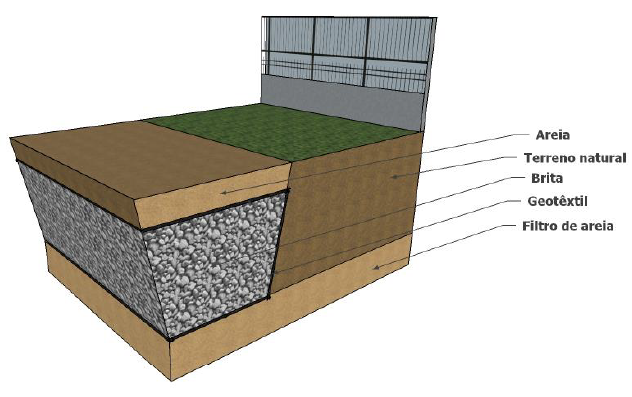 Areia
Terreno natural
Brita
Geotêxtil
Filtro de areia